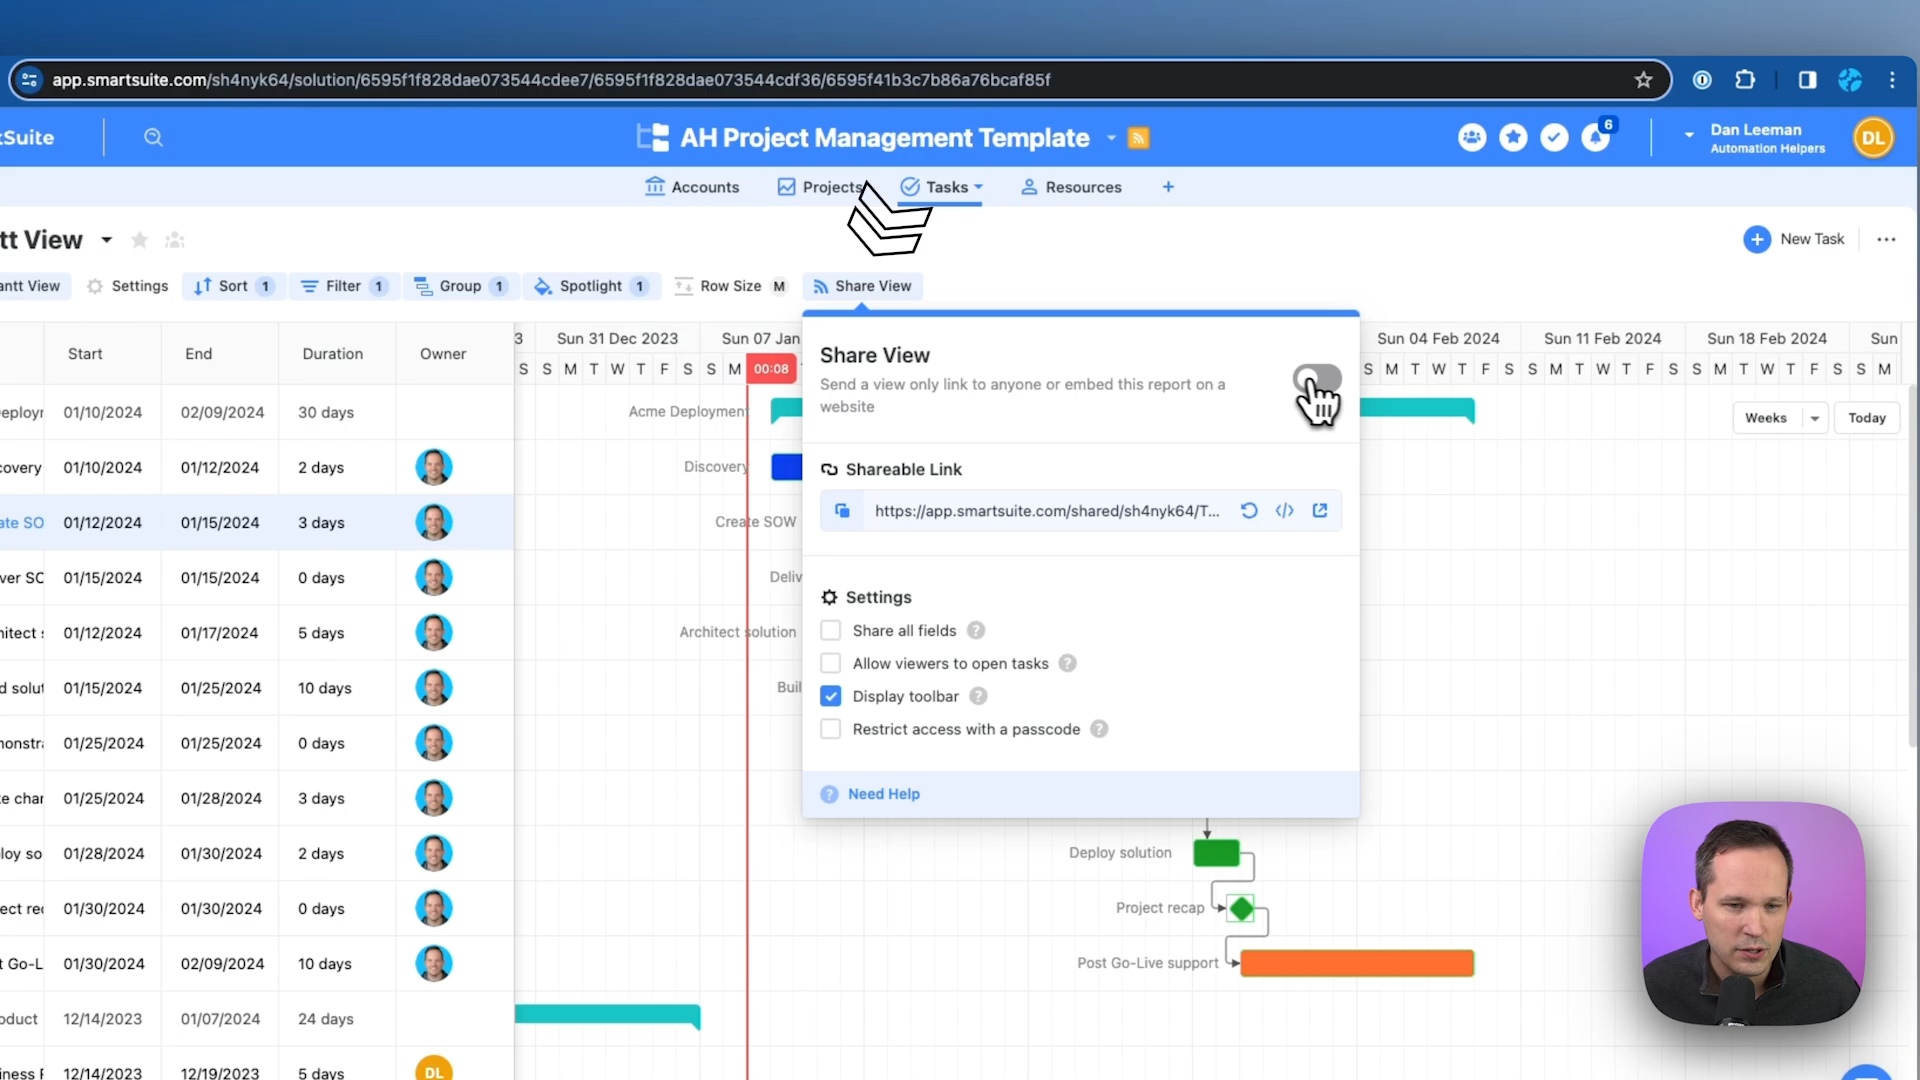 app.smartsuite.com/sh4nyk64/solution/6595f1f828dae073544cdee7/6595f1f828dae073544cdf36/6595f41b3c7b86a76bcaf85f
tSuite
AH Project Management Template
6
Dan Leeman
Automation Helpers
DL
Accounts
Projects
Tasks
Resources
+
tt View
New Task
antt View
Settings
Sort 1
Filter 1
Group 1
Spotlight 1
Row Size M
Share View
Start End Duration Owner
3 Sun 31 Dec 2023 Sun 07 Jan Sun 04 Feb 2024 Sun 11 Feb 2024 Sun 18 Feb 2024 Sun
S S M T W T F S S M 00:08 S M T W T F S S M T W T F S S M T W T F S S M
Weeks
Today
Share View
Send a view only link to anyone or embed this report on a
website
Shareable Link
https://app.smartsuite.com/shared/sh4nyk64/T...
Settings
Share all fields ?
Allow viewers to open tasks ?
Display toolbar ?
Restrict access with a passcode ?
? Need Help
eployr 01/10/2024 02/09/2024 30 days Acme Deployment
covery 01/10/2024 01/12/2024 2 days Discovery
ate SO 01/12/2024 01/15/2024 3 days Create SOW
ver SC 01/15/2024 01/15/2024 0 days Deliv
hitect s 01/12/2024 01/17/2024 5 days Architect solution
d solut 01/15/2024 01/25/2024 10 days Buil
nonstra 01/25/2024 01/25/2024 0 days
ke char 01/25/2024 01/28/2024 3 days
loy so 01/28/2024 01/30/2024 2 days Deploy solution
ect rec 01/30/2024 01/30/2024 0 days Project recap
t Go-L 01/30/2024 02/09/2024 10 days Post Go-Live support
oduct 12/14/2023 01/07/2024 24 days
iness F 12/14/2023 12/19/2023 5 days DL